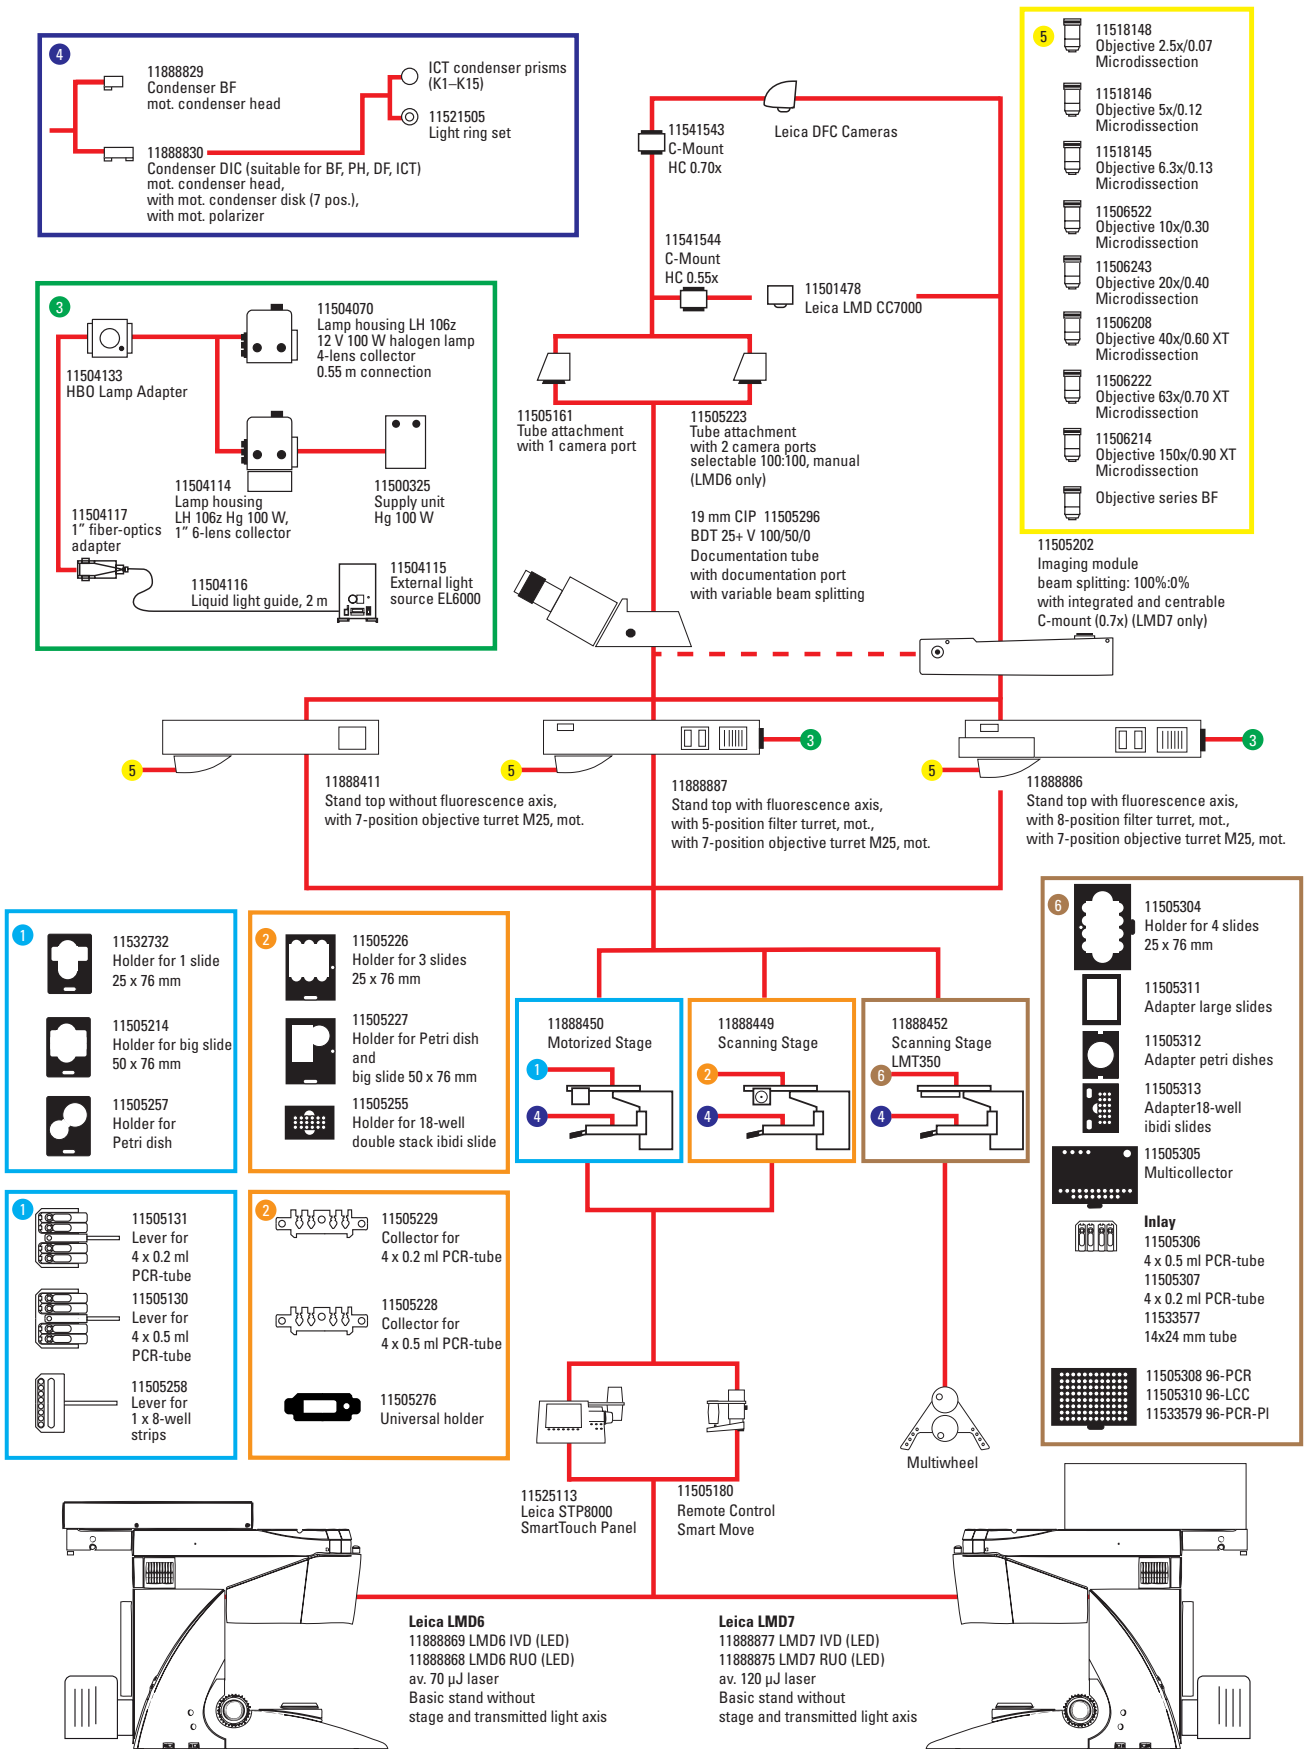 4
11888829
Condenser BF
mot. condenser head
11888830
Condenser DIC (suitable for BF, PH, DF, ICT)
mot. condenser head,
with mot. condenser disk (7 pos.),
with mot. polarizer
ICT condenser prisms
(K1–K15)
11521505
Light ring set
3
11504133
HBO Lamp Adapter
11504070
Lamp housing LH 106z
12 V 100 W halogen lamp
4-lens collector
0.55 m connection
11504114
Lamp housing
LH 106z Hg 100 W,
1” 6-lens collector
11500325
Supply unit
Hg 100 W
11504117
1” fiber-optics
adapter
11504116
Liquid light guide, 2 m
11504115
External light
source EL6000
11541543
C-Mount
HC 0.70x
Leica DFC Cameras
11541544
C-Mount
HC 0.55x
11501478
Leica LMD CC7000
11505161
Tube attachment
with 1 camera port
11505223
Tube attachment
with 2 camera ports
selectable 100:100, manual
(LMD6 only)
19 mm CIP 11505296
BDT 25+ V 100/50/0
Documentation tube
with documentation port
with variable beam splitting
5
11518148
Objective 2.5x/0.07
Microdissection
11518146
Objective 5x/0.12
Microdissection
11518145
Objective 6.3x/0.13
Microdissection
11506522
Objective 10x/0.30
Microdissection
11506243
Objective 20x/0.40
Microdissection
11506208
Objective 40x/0.60 XT
Microdissection
11506222
Objective 63x/0.70 XT
Microdissection
11506214
Objective 150x/0.90 XT
Microdissection
Objective series BF
11505202
Imaging module
beam splitting: 100%:0%
with integrated and centrable
C-mount (0.7x) (LMD7 only)
5
11888411
Stand top without fluorescence axis,
with 7-position objective turret M25, mot.
5
3
11888887
Stand top with fluorescence axis,
with 5-position filter turret, mot.,
with 7-position objective turret M25, mot.
5
3
11888886
Stand top with fluorescence axis,
with 8-position filter turret, mot.,
with 7-position objective turret M25, mot.
1
11532732
Holder for 1 slide
25 x 76 mm
11505214
Holder for big slide
50 x 76 mm
11505257
Holder for
Petri dish
2
11505226
Holder for 3 slides
25 x 76 mm
11505227
Holder for Petri dish
and
big slide 50 x 76 mm
11505255
Holder for 18-well
double stack ibidi slide
11888450
Motorized Stage
1
4
11888449
Scanning Stage
2
4
11888452
Scanning Stage
LMT350
6
4
6
11505304
Holder for 4 slides
25 x 76 mm
11505311
Adapter large slides
11505312
Adapter petri dishes
11505313
Adapter18-well
ibidi slides
11505305
Multicollector
Inlay
11505306
4 x 0.5 ml PCR-tube
11505307
4 x 0.2 ml PCR-tube
11533577
14x24 mm tube
11505308 96-PCR
11505310 96-LCC
11533579 96-PCR-PI
1
11505131
Lever for
4 x 0.2 ml
PCR-tube
11505130
Lever for
4 x 0.5 ml
PCR-tube
11505258
Lever for
1 x 8-well
strips
2
11505229
Collector for
4 x 0.2 ml PCR-tube
11505228
Collector for
4 x 0.5 ml PCR-tube
11505276
Universal holder
11525113
Leica STP8000
SmartTouch Panel
11505180
Remote Control
Smart Move
Multiwheel
Leica LMD6
11888869 LMD6 IVD (LED)
11888868 LMD6 RUO (LED)
av. 70 µJ laser
Basic stand without
stage and transmitted light axis
Leica LMD7
11888877 LMD7 IVD (LED)
11888875 LMD7 RUO (LED)
av. 120 µJ laser
Basic stand without
stage and transmitted light axis